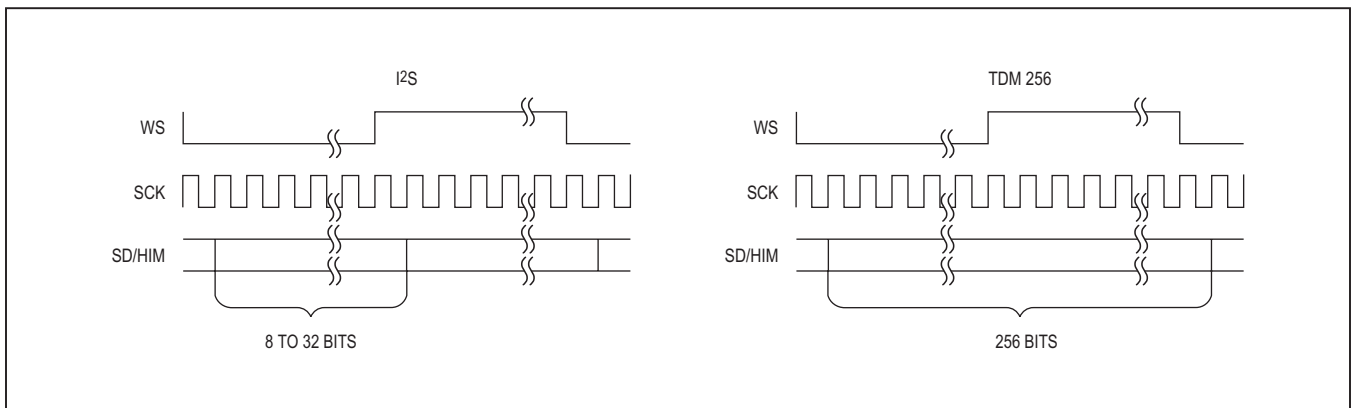 I²S
WS
SCK
SD/HIM
8 TO 32 BITS
TDM 256
WS
SCK
SD/HIM
256 BITS